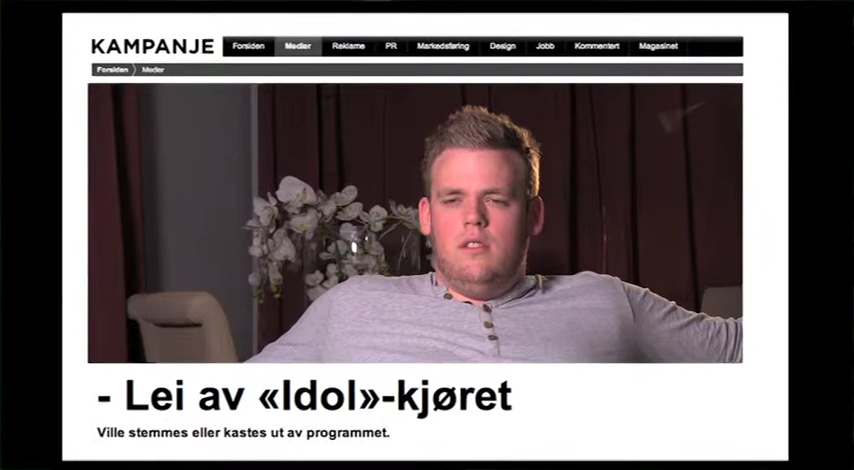 KAMPANJE Forsiden Medier Reklame PR Markedsføring Design Jobb Kommentert Magasinet
Forsiden Medier
- Lei av «Idol»-kjøret
Ville stemmes eller kastes ut av programmet.